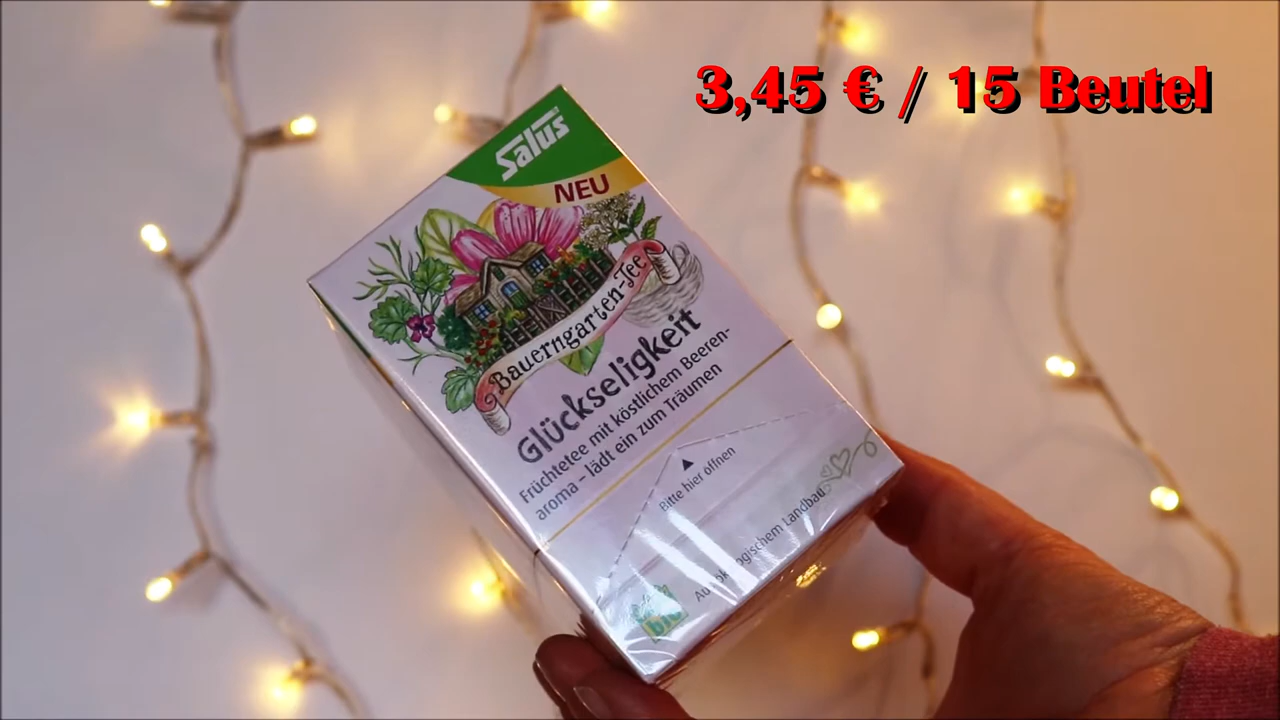 3,45 € / 15 Beutel
Salus
NEU
Bauerngarten-Tee
Glückseligkeit
Früchtetee mit köstlichem Beeren-
aroma – lädt ein zum Träumen
Bitte hier öffnen
Landbau
bio